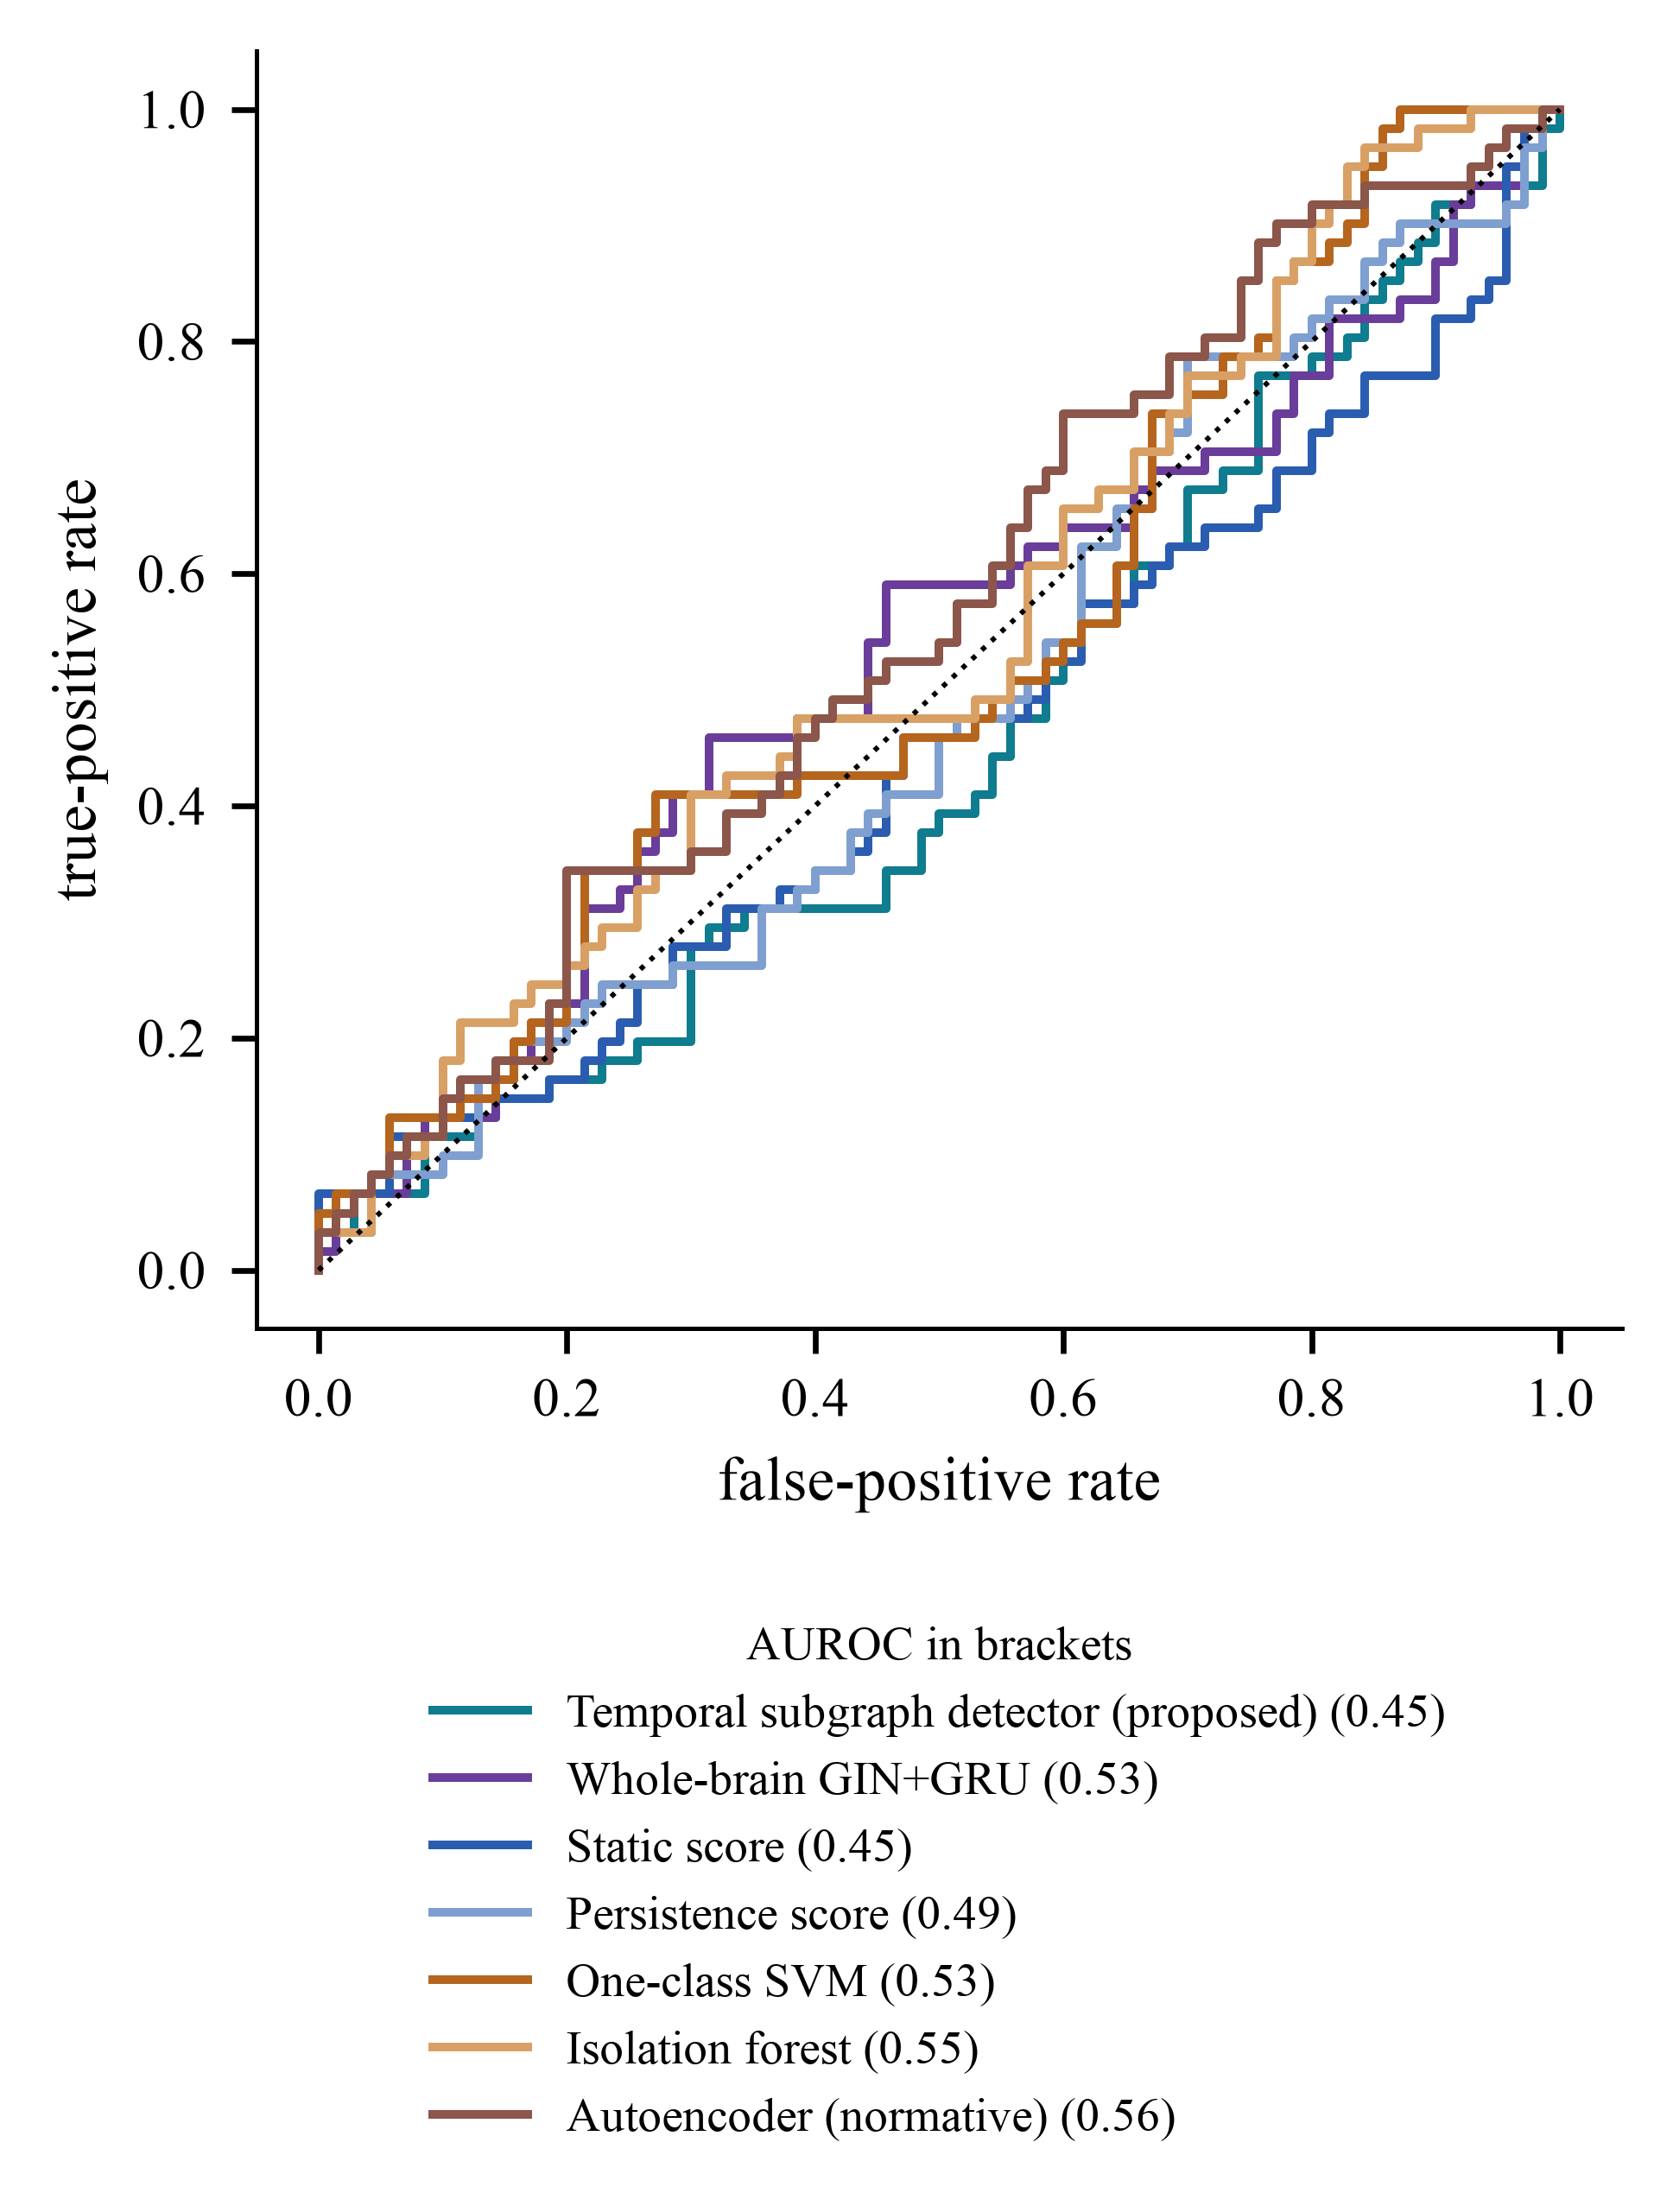 1.0
0.8
0.6
0.4
0.2
0.0
true-positive rate
0.0 0.2 0.4 0.6 0.8 1.0
false-positive rate
AUROC in brackets
Temporal subgraph detector (proposed) (0.45)
Whole-brain GIN+GRU (0.53)
Static score (0.45)
Persistence score (0.49)
One-class SVM (0.53)
Isolation forest (0.55)
Autoencoder (normative) (0.56)